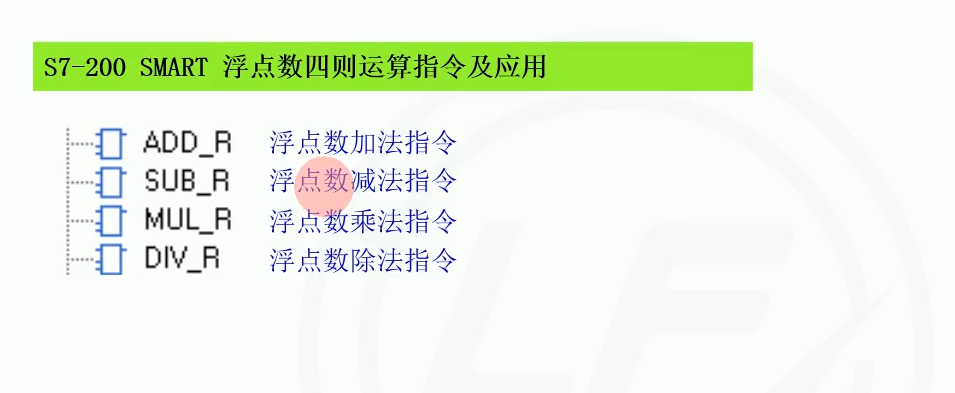 S7-200 SMART 浮点数四则运算指令及应用
ADD_R 浮点数加法指令
SUB_R 浮点数减法指令
MUL_R 浮点数乘法指令
DIV_R 浮点数除法指令
LF